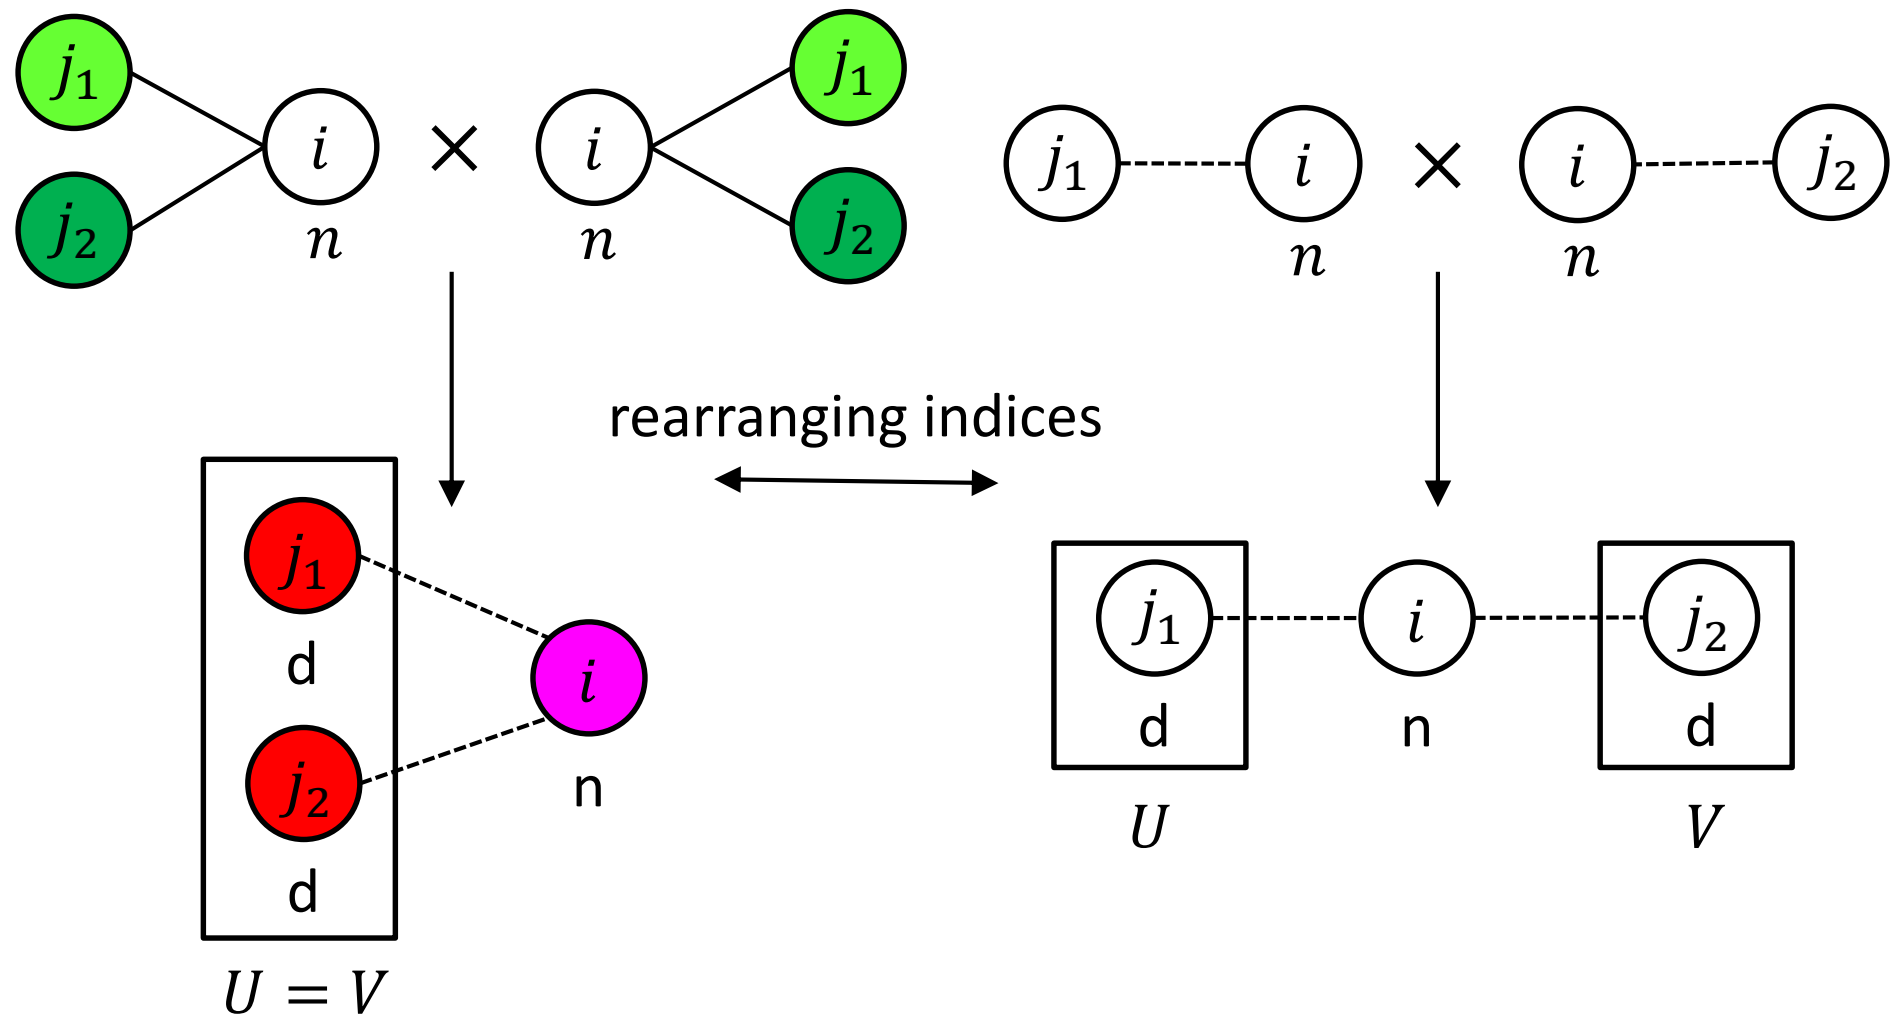 j₁ i × i j₁
j₂ n n j₂
j₁ i × i j₂
n n
rearranging indices
j₁
d
i
j₂
n
d
U = V
j₁ i j₂
d n d
U V